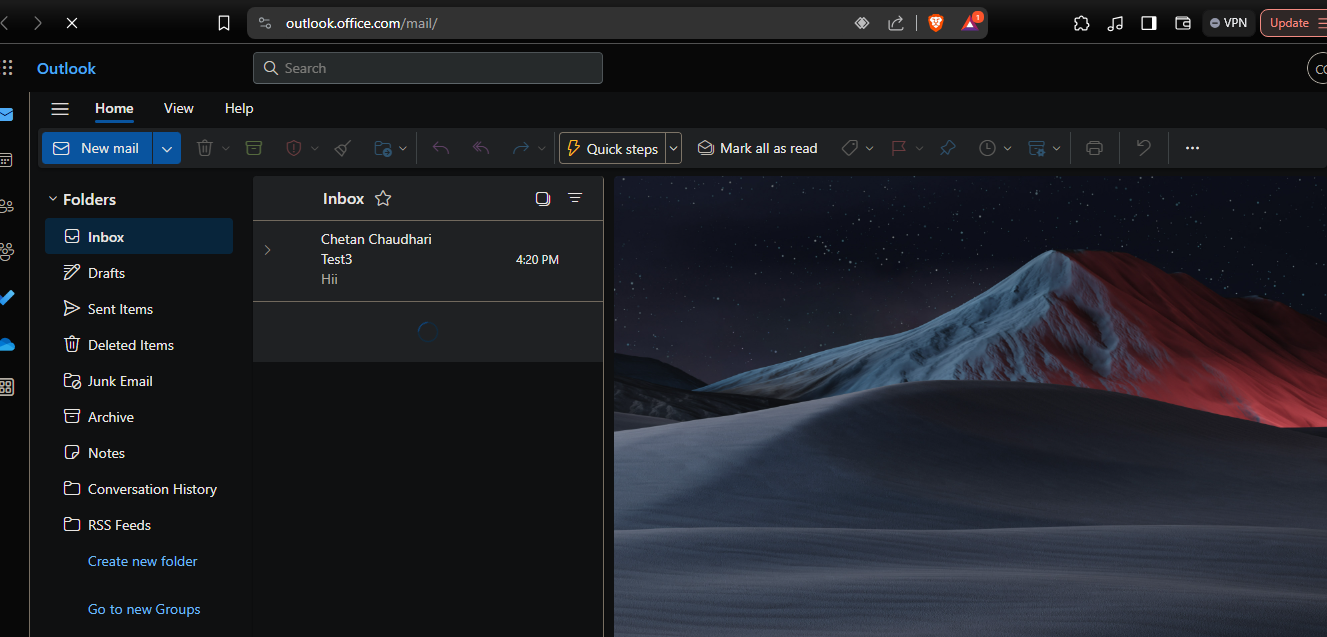 outlook.office.com/mail/
1
VPN
Update
Outlook
Search
Home View Help
New mail
Quick steps
Mark all as read
Folders
Inbox
Drafts
Sent Items
Deleted Items
Junk Email
Archive
Notes
Conversation History
RSS Feeds
Create new folder
Go to new Groups
Inbox
Chetan Chaudhari
Test3 4:20 PM
Hii